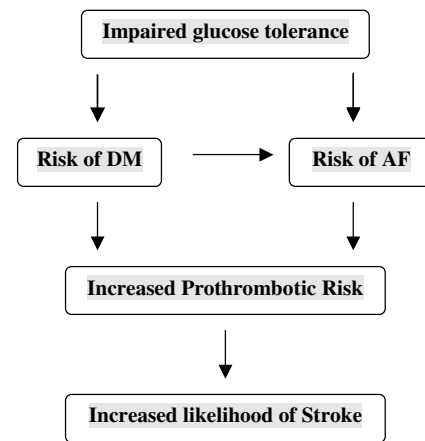 Impaired glucose tolerance
Risk of DM
Risk of AF
Increased Prothrombotic Risk
Increased likelihood of Stroke